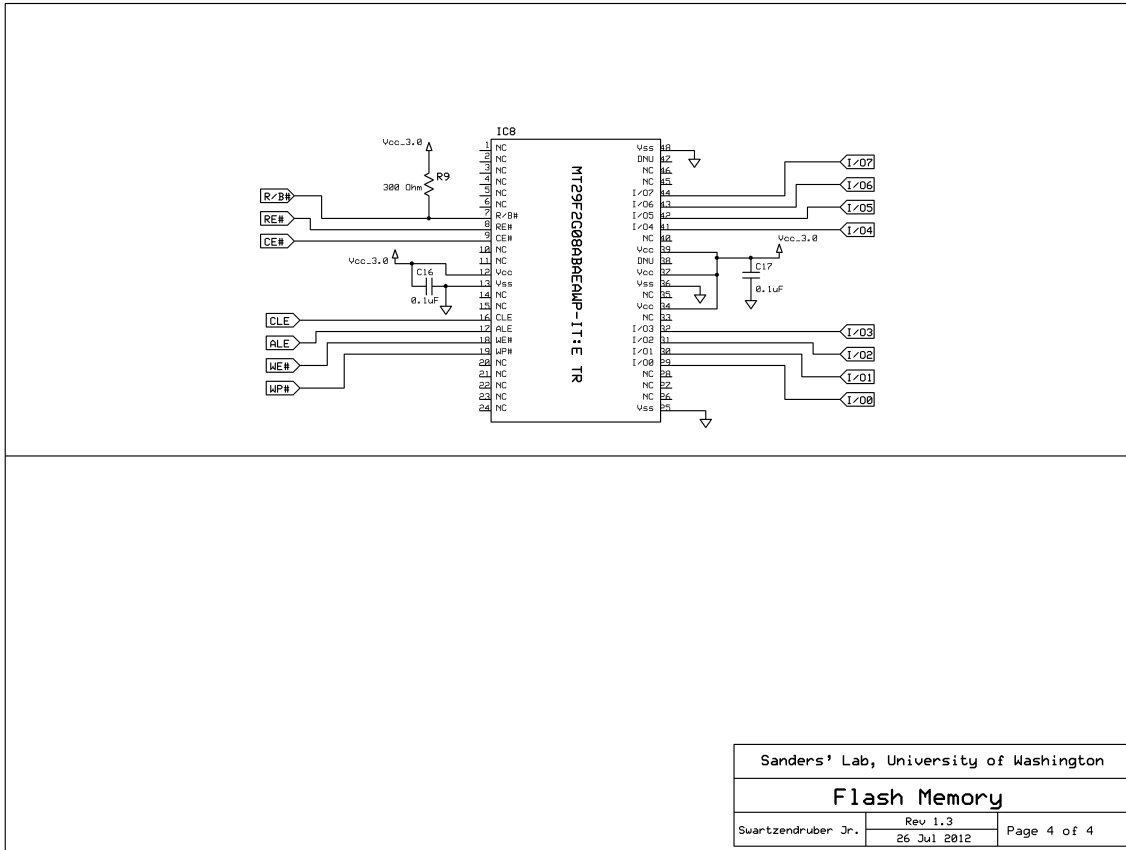 IC8
Vcc_3.0
R9
300 Ohm
R/B#
RE#
CE#
Vcc_3.0
C16
0.1uF
CLE
ALE
WE#
WP#
1 NC
2 NC
3 NC
4 NC
5 NC
6 NC
7 R/B#
8 RE#
9 CE#
10 NC
11 NC
12 Vcc
13 Vss
14 NC
15 NC
16 CLE
17 ALE
18 WE#
19 WP#
20 NC
21 NC
22 NC
23 NC
24 NC
MT29F2G08ABAEAWP-IT:E TR
Vss 48
DNU 47
NC 46
NC 45
I/O7 44
I/O6 43
I/O5 42
I/O4 41
NC 40
Vcc 39
DNU 38
Vcc 37
Vss 36
NC 35
Vcc 34
NC 33
I/O3 32
I/O2 31
I/O1 30
I/O0 29
NC 28
NC 27
NC 26
Vss 25
I/O7
I/O6
I/O5
I/O4
Vcc_3.0
C17
0.1uF
I/O3
I/O2
I/O1
I/O0
Sanders' Lab, University of Washington
Flash Memory
Swartzendruber Jr.
Rev 1.3
26 Jul 2012
Page 4 of 4